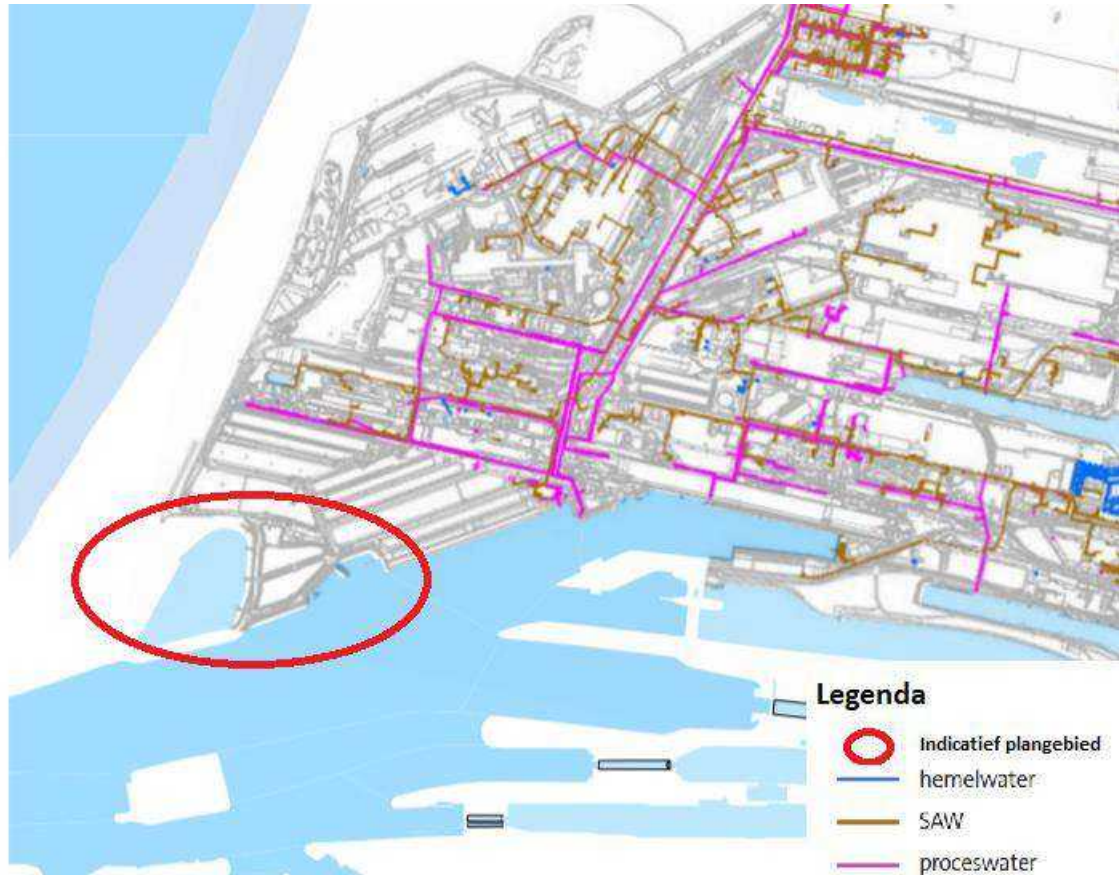 Legenda
Indicatief plangebied
hemelwater
SAW
proceswater